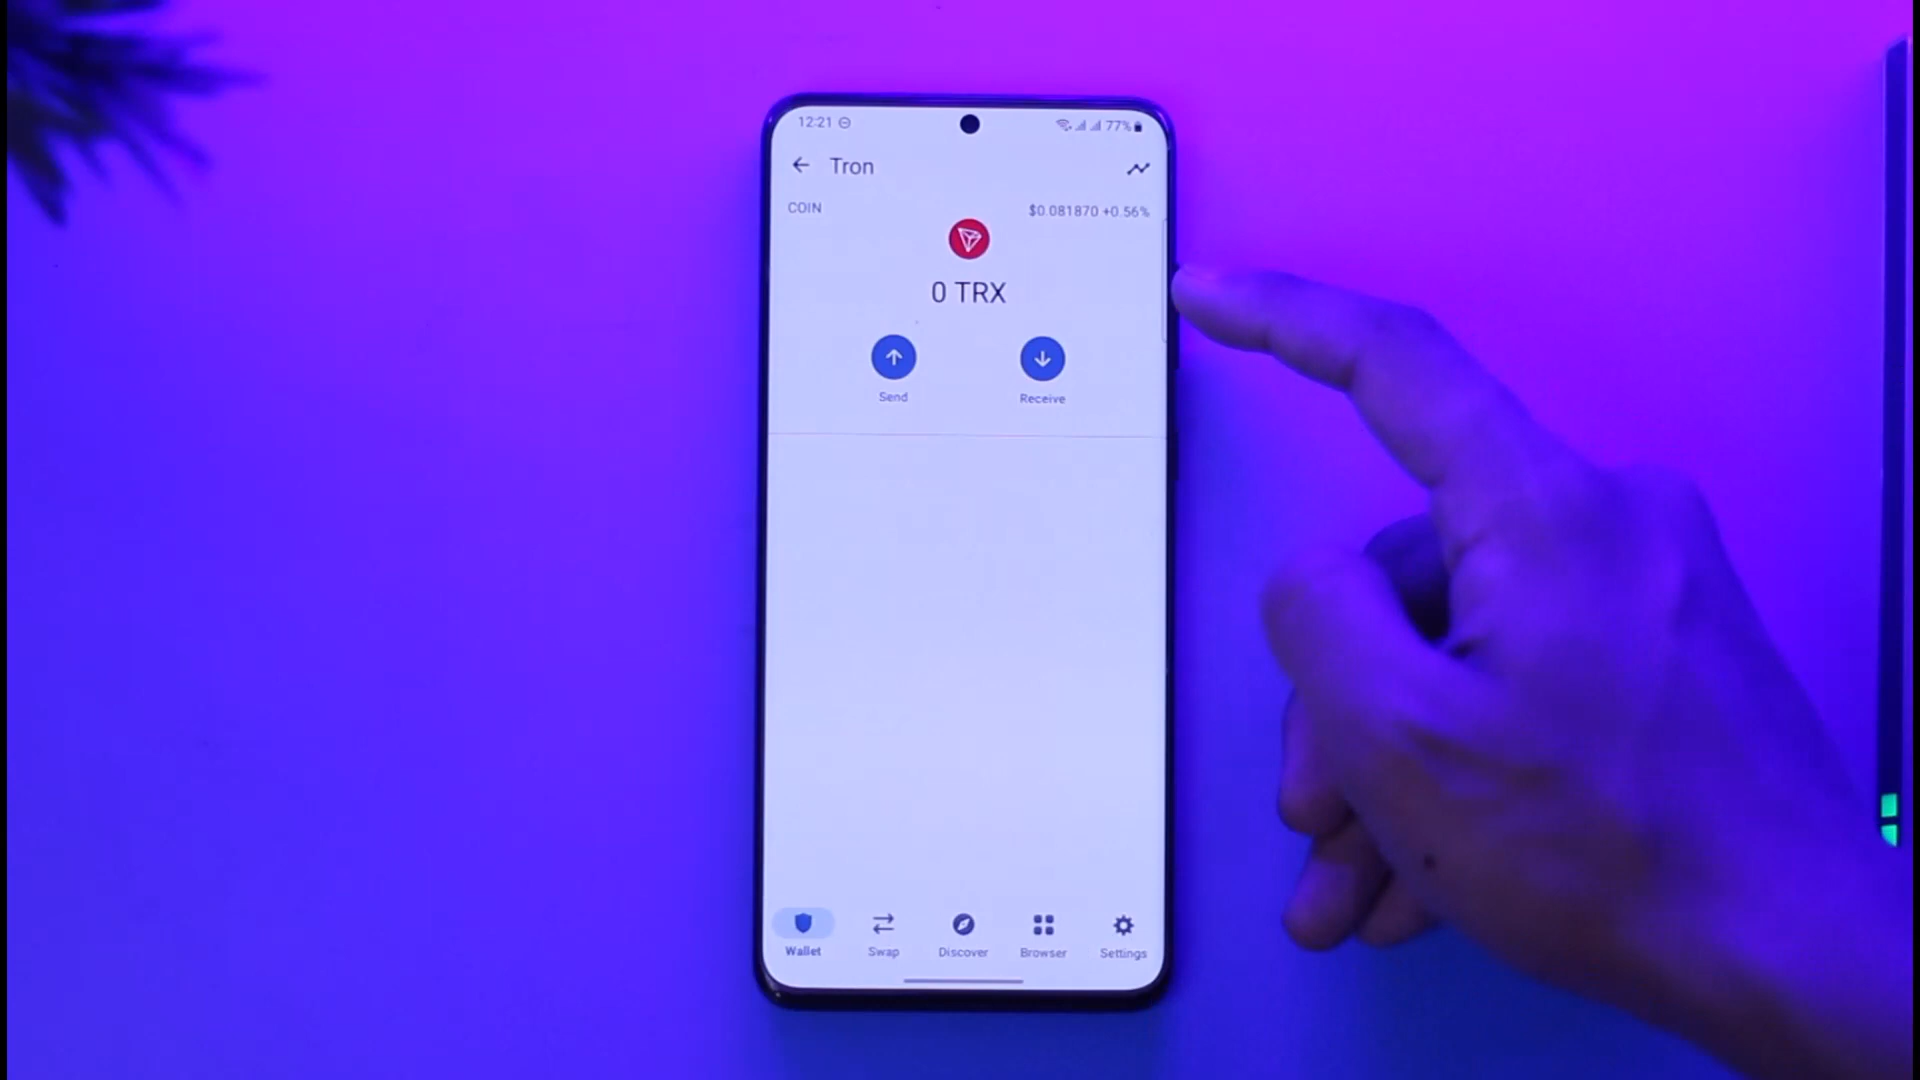 12:21
77%
Tron
COIN
$0.081870 +0.56%
0 TRX
Send
Receive
Wallet
Swap
Discover
Browser
Settings